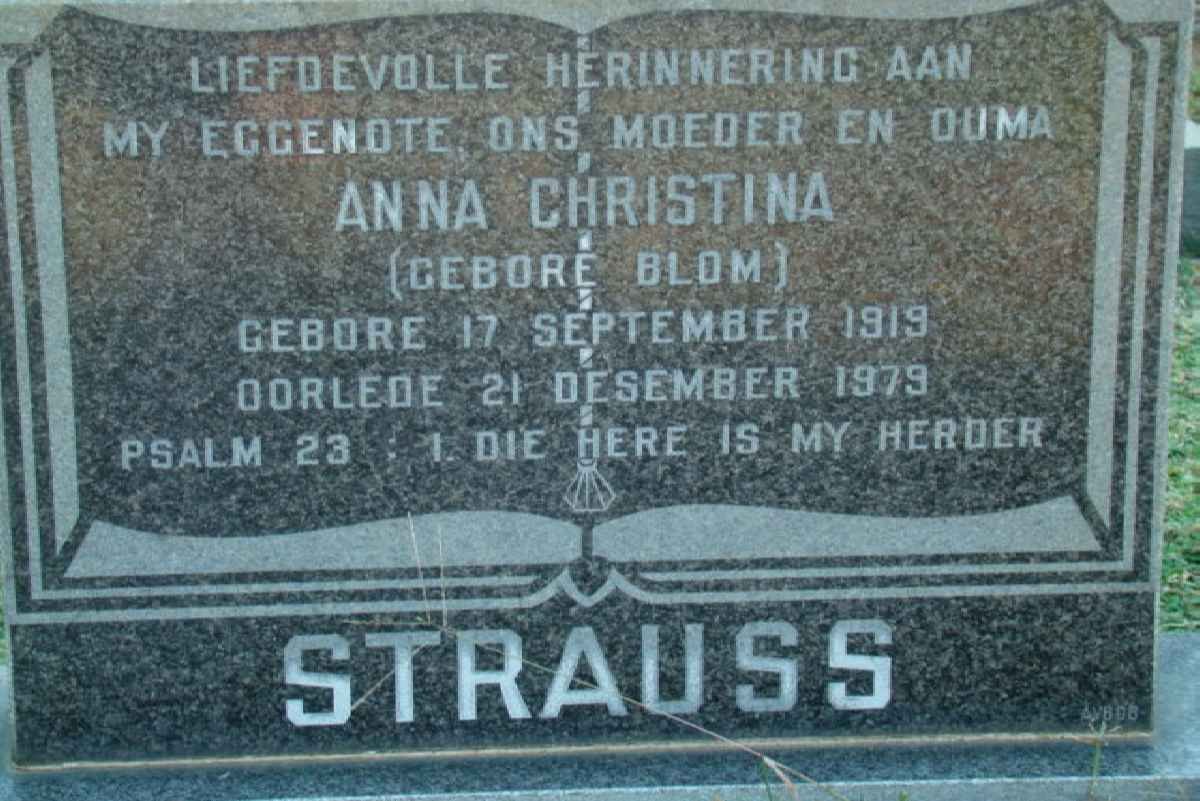 LIEFDEVOLLE HERINNERING AAN
MY EGGENOTE, ONS MOEDER EN OUMA
ANNA CHRISTINA
(GEBORE BLOM)
GEBORE 17 SEPTEMBER 1919
OORLEDE 21 DESEMBER 1979
PSALM 23 : 1. DIE HERE IS MY HERDER
STRAUSS